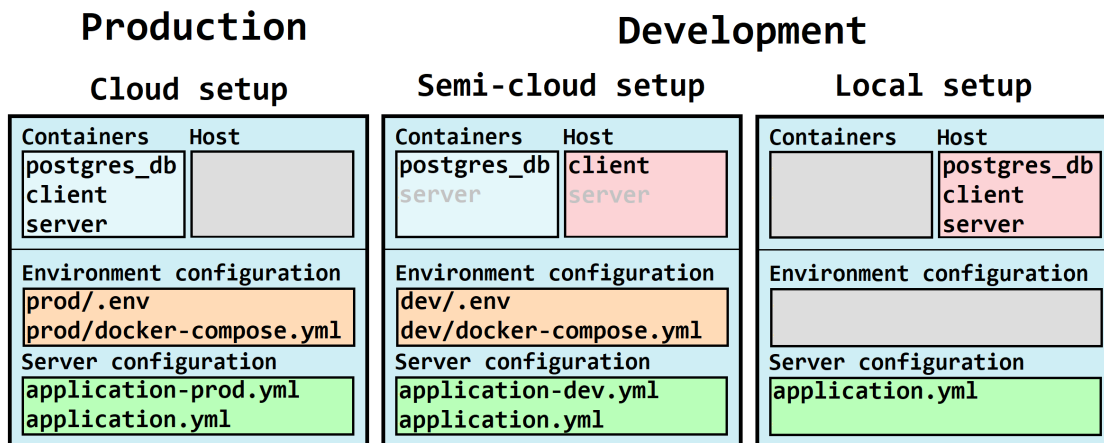 Production
Development
Cloud setup
Semi-cloud setup
Local setup
Containers Host
postgres_db
client
server
Environment configuration
prod/.env
prod/docker-compose.yml
Server configuration
application-prod.yml
application.yml
Containers Host
postgres_db client
server server
Environment configuration
dev/.env
dev/docker-compose.yml
Server configuration
application-dev.yml
application.yml
Containers Host
postgres_db
client
server
Environment configuration
Server configuration
application.yml